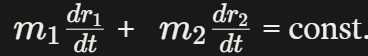 m₁ dr₁/dt + m₂ dr₂/dt = const.